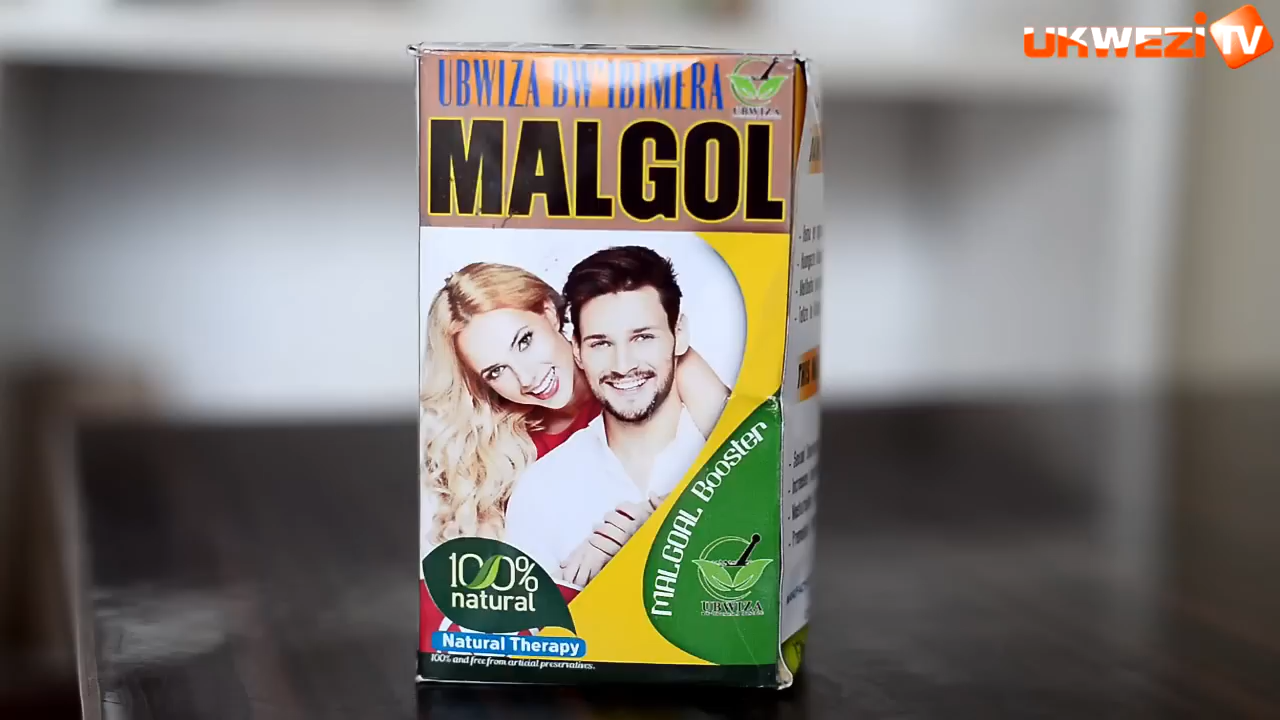 UKWEZI TV
UBWIZA BW'IBIMERA
UBWIZA
MALGOL
MALGOAL Booster
UBWIZA
100%
natural
Natural Therapy
100% and free from articial preservatives.